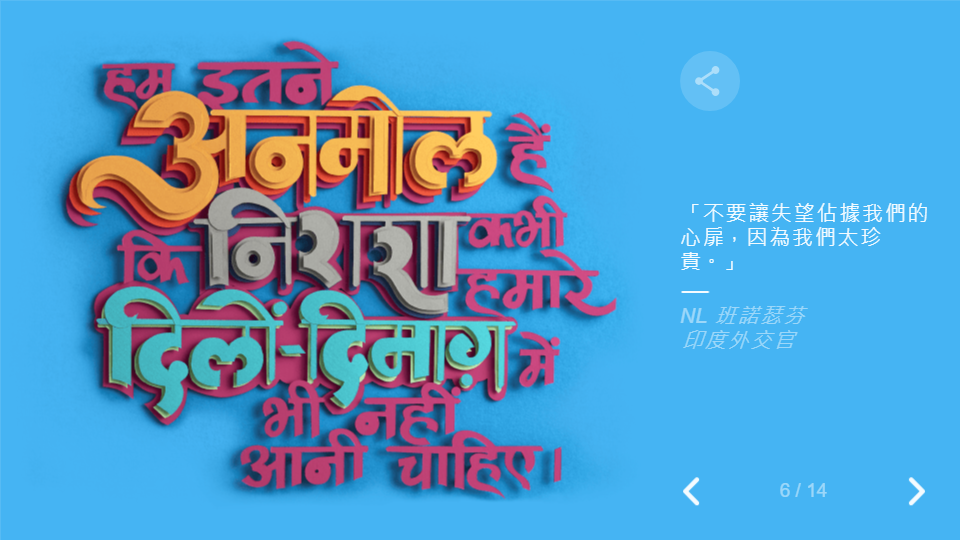 हम इतने
अनमोल हैं
कि निराशा कभी
हमारे
दिलों-दिमाग़ में
भी नहीं
आनी चाहिए।
「不要讓失望佔據我們的
心扉，因為我們太珍
貴。」
NL 班諾瑟芬
印度外交官
6 / 14